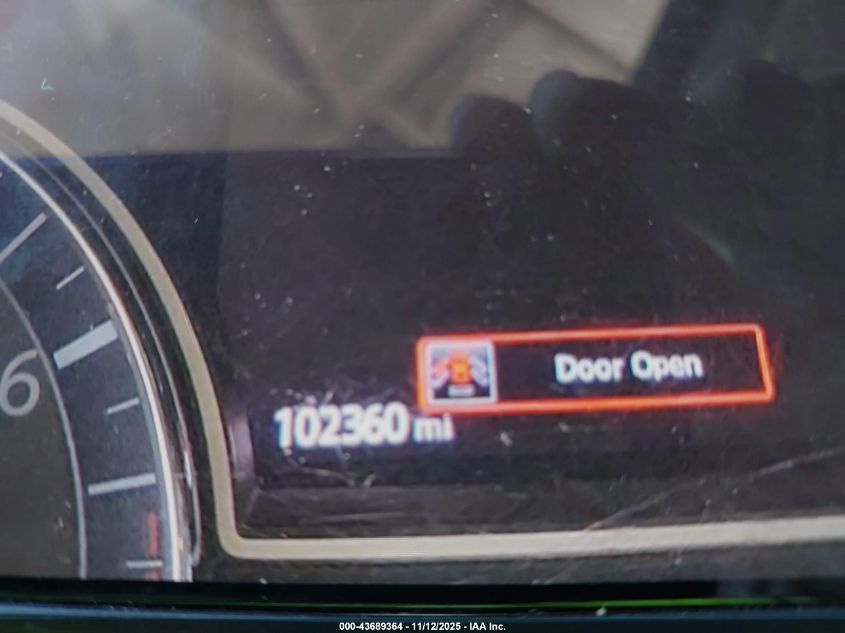 6
Door Open
102360 mi
000-43689364 - 11/12/2025 - IAA Inc.